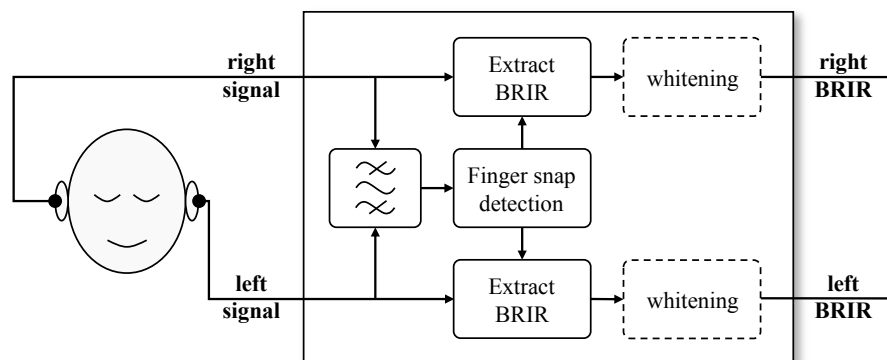 right
signal
Extract
BRIR
whitening
right
BRIR
Finger snap
detection
left
signal
Extract
BRIR
whitening
left
BRIR